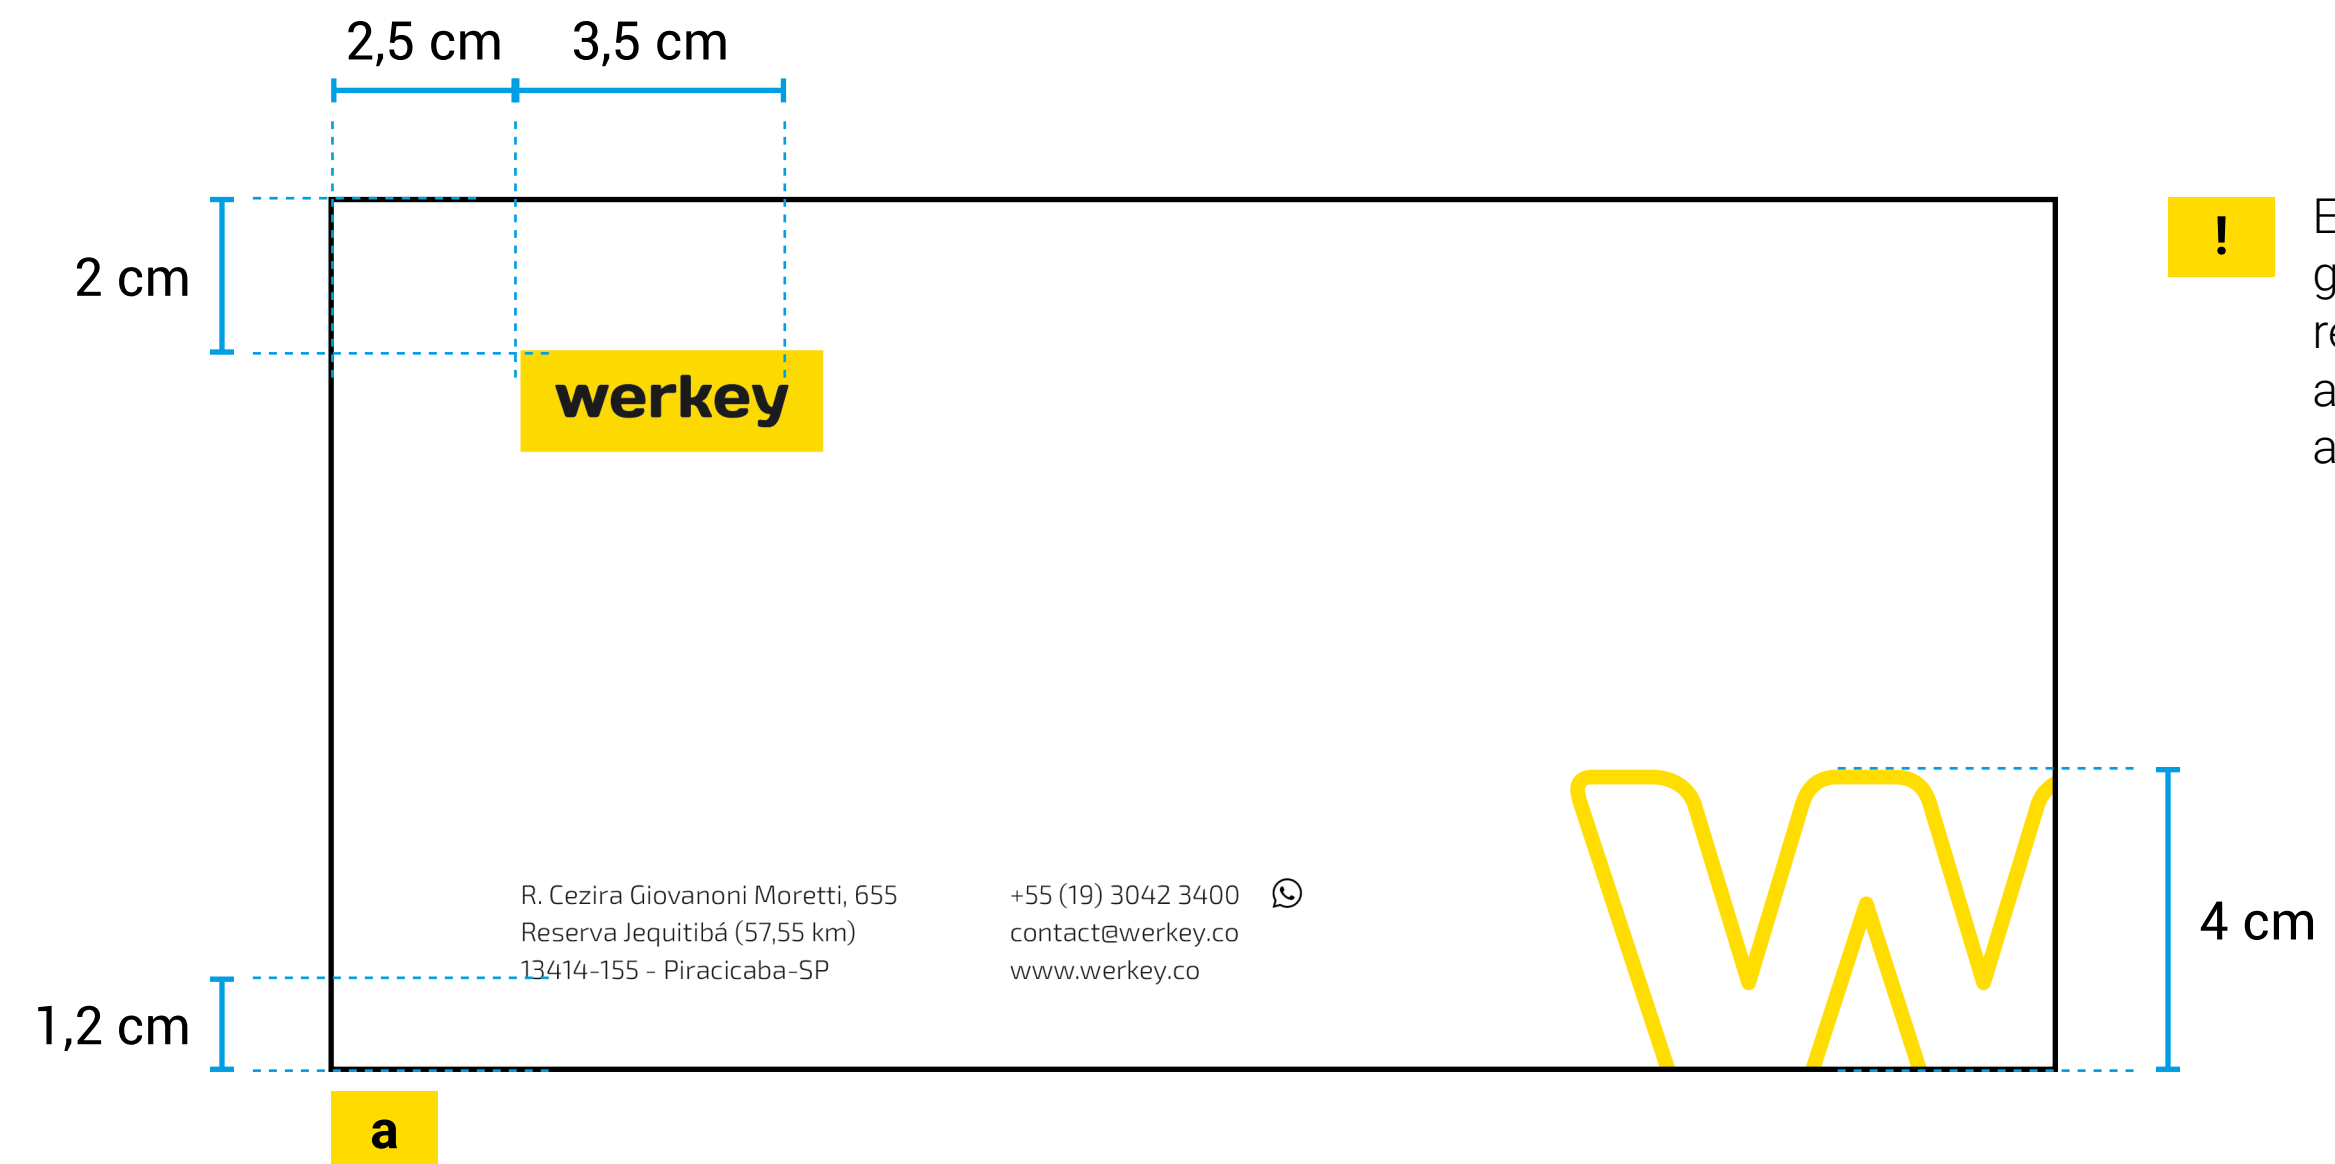 2,5 cm
3,5 cm
2 cm
werkey
!
R. Cezira Giovanoni Moretti, 655
Reserva Jequitibá (57,55 km)
13414-155 - Piracicaba-SP
+55 (19) 3042 3400
contact@werkey.co
www.werkey.co
4 cm
1,2 cm
a